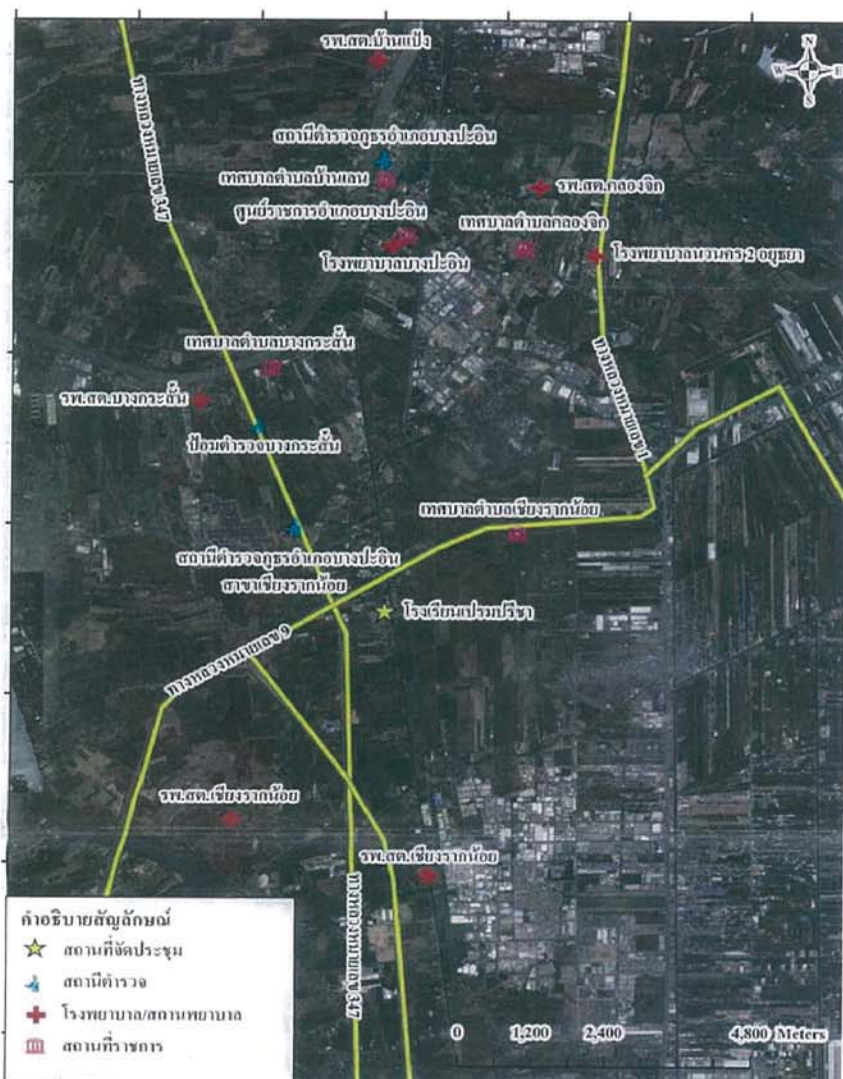 รพ.สต.บ้านแป้ง
N
W E
S
ทางหลวงหมายเลข 347
สถานีตำรวจภูธรอำเภอบางปะอิน
เทศบาลตำบลบ้านเลน
รพ.สต.คลองจิก
ศูนย์ราชการอำเภอบางปะอิน
เทศบาลตำบลคลองจิก
โรงพยาบาลบางปะอิน
โรงพยาบาลนวนคร 2 อยุธยา
เทศบาลตำบลบางกระสั้น
ทางหลวงหมายเลข 1
รพ.สต.บางกระสั้น
ป้อมตำรวจบางกระสั้น
เทศบาลตำบลเชียงรากน้อย
สถานีตำรวจภูธรอำเภอบางปะอิน
สาขาเชียงรากน้อย
โรงเรียนเปรมปรีชา
ทางหลวงหมายเลข 9
รพ.สต.เชียงรากน้อย
รพ.สต.เชียงรากน้อย
ทางหลวงหมายเลข 347
คำอธิบายสัญลักษณ์
สถานที่จัดประชุม
สถานีตำรวจ
โรงพยาบาล/สถานพยาบาล
สถานที่ราชการ
0 1,200 2,400 4,800 Meters